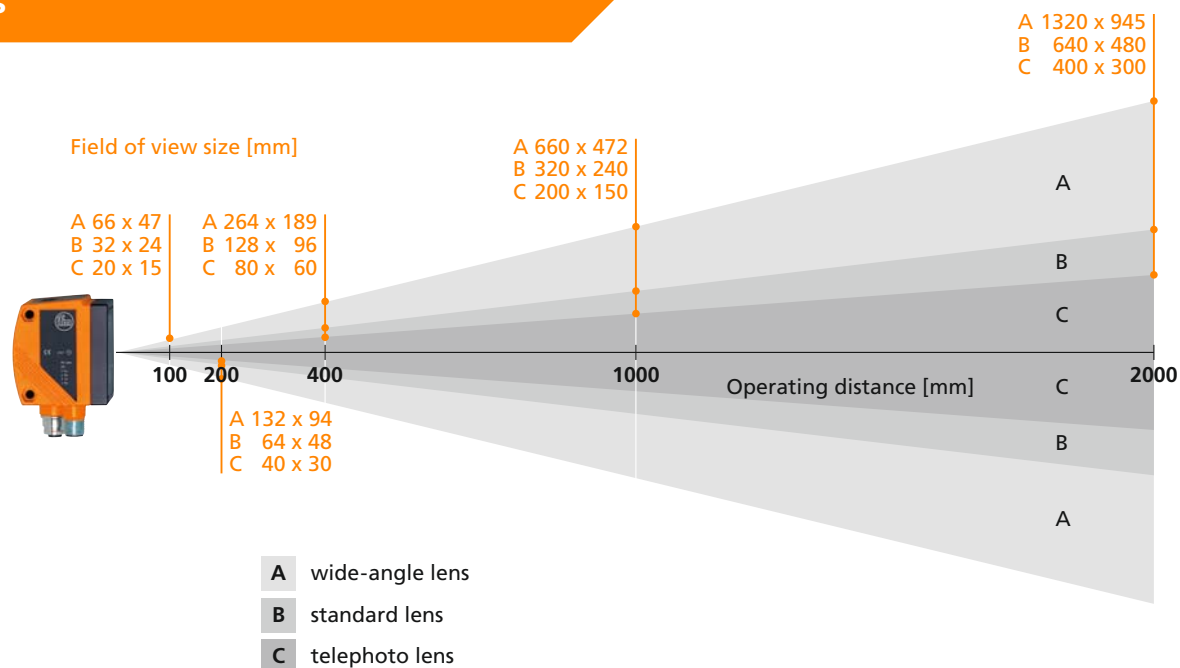 s
A 1320 x 945
B 640 x 480
C 400 x 300
Field of view size [mm]
A 660 x 472
B 320 x 240
C 200 x 150
A 66 x 47
B 32 x 24
C 20 x 15
A 264 x 189
B 128 x 96
C 80 x 60
A
B
C
100 200 400 1000 2000
Operating distance [mm]
C
B
A
A 132 x 94
B 64 x 48
C 40 x 30
A wide-angle lens
B standard lens
C telephoto lens